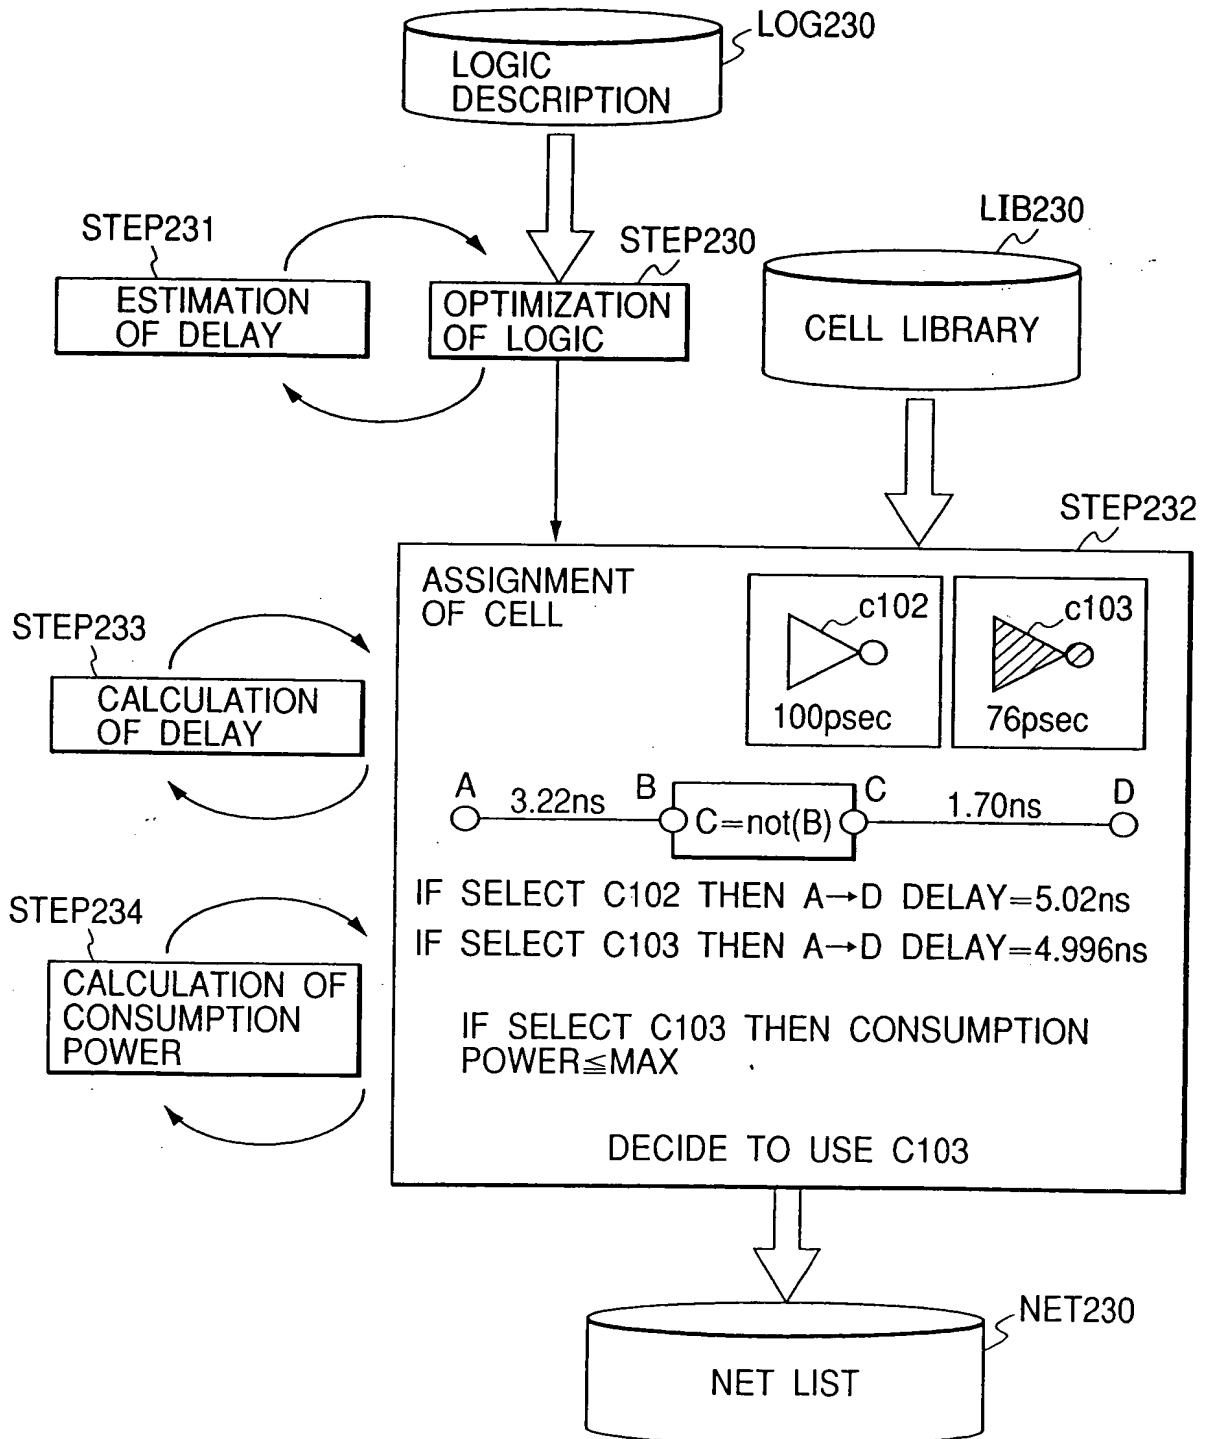 LOG230
LOGIC
DESCRIPTION
STEP231
STEP230
LIB230
ESTIMATION
OF DELAY
OPTIMIZATION
OF LOGIC
CELL LIBRARY
STEP232
ASSIGNMENT
OF CELL
c102
c103
100psec
76psec
STEP233
CALCULATION
OF DELAY
A
3.22ns
B
C=not(B)
C
1.70ns
D
IF SELECT C102 THEN A→D DELAY=5.02ns
IF SELECT C103 THEN A→D DELAY=4.996ns
STEP234
CALCULATION OF
CONSUMPTION
POWER
IF SELECT C103 THEN CONSUMPTION
POWER≦MAX
DECIDE TO USE C103
NET230
NET LIST